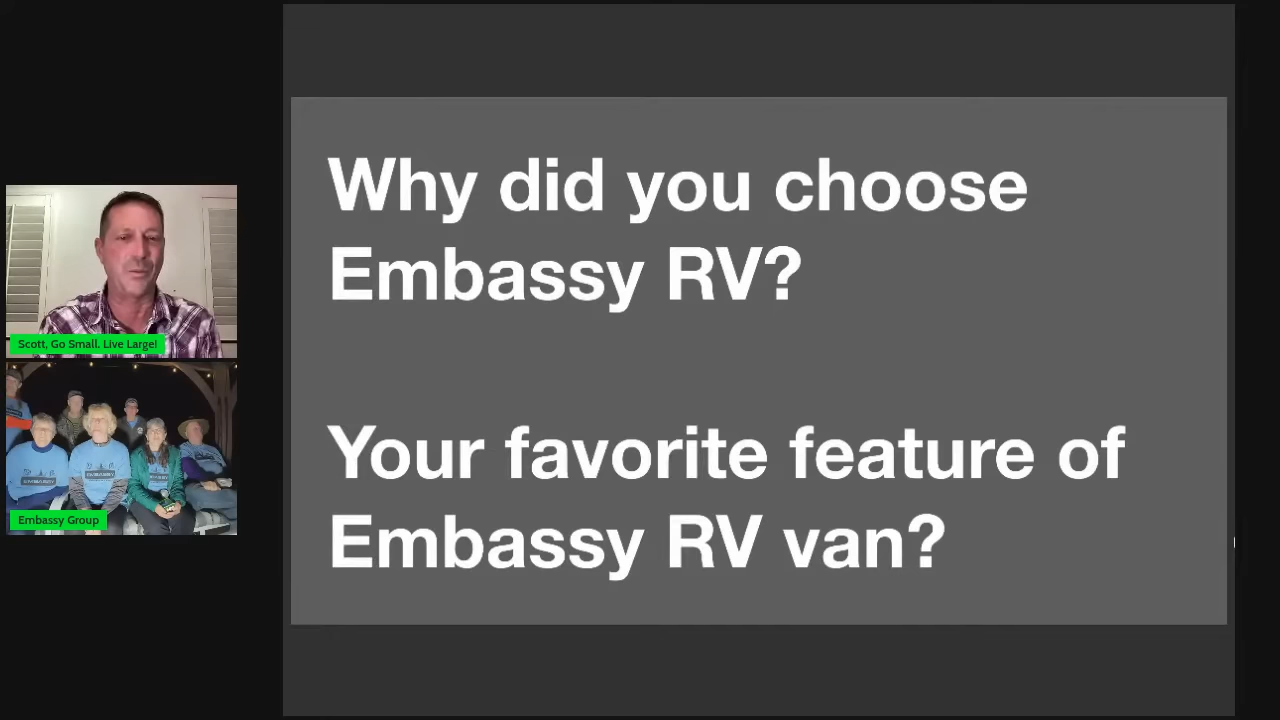 Why did you choose
Embassy RV?
Your favorite feature of
Embassy RV van?
Scott, Go Small. Live Large!
Embassy Group